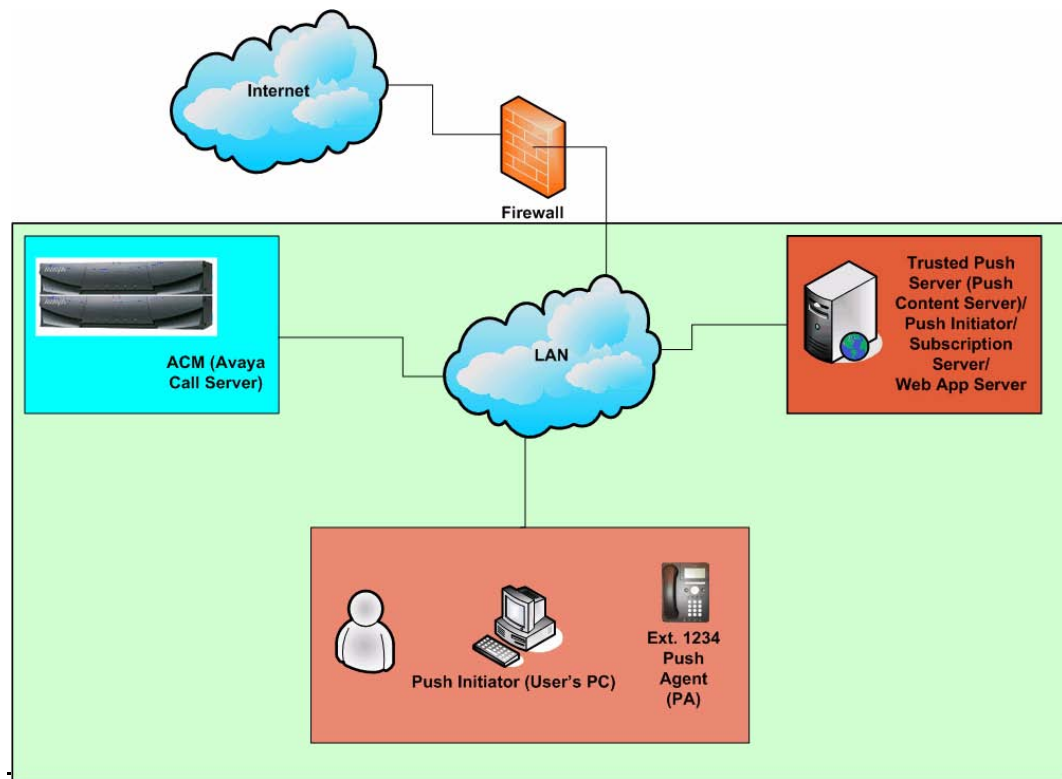 Internet
Firewall
AVAYA
ACM (Avaya
Call Server)
LAN
Trusted Push
Server (Push
Content Server)/
Push Initiator/
Subscription
Server/
Web App Server
Push Initiator (User's PC)
Ext. 1234
Push
Agent
(PA)